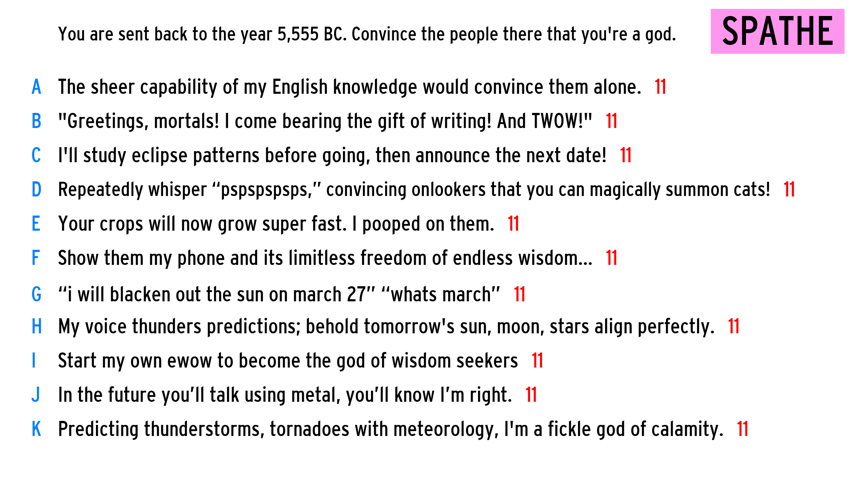 You are sent back to the year 5,555 BC. Convince the people there that you're a god.
SPATHE
A The sheer capability of my English knowledge would convince them alone. 11
B "Greetings, mortals! I come bearing the gift of writing! And TWOW!" 11
C I'll study eclipse patterns before going, then announce the next date! 11
D Repeatedly whisper “pspspspsps,” convincing onlookers that you can magically summon cats! 11
E Your crops will now grow super fast. I pooped on them. 11
F Show them my phone and its limitless freedom of endless wisdom... 11
G “i will blacken out the sun on march 27” “whats march” 11
H My voice thunders predictions; behold tomorrow's sun, moon, stars align perfectly. 11
I Start my own ewow to become the god of wisdom seekers 11
J In the future you’ll talk using metal, you’ll know I’m right. 11
K Predicting thunderstorms, tornadoes with meteorology, I'm a fickle god of calamity. 11